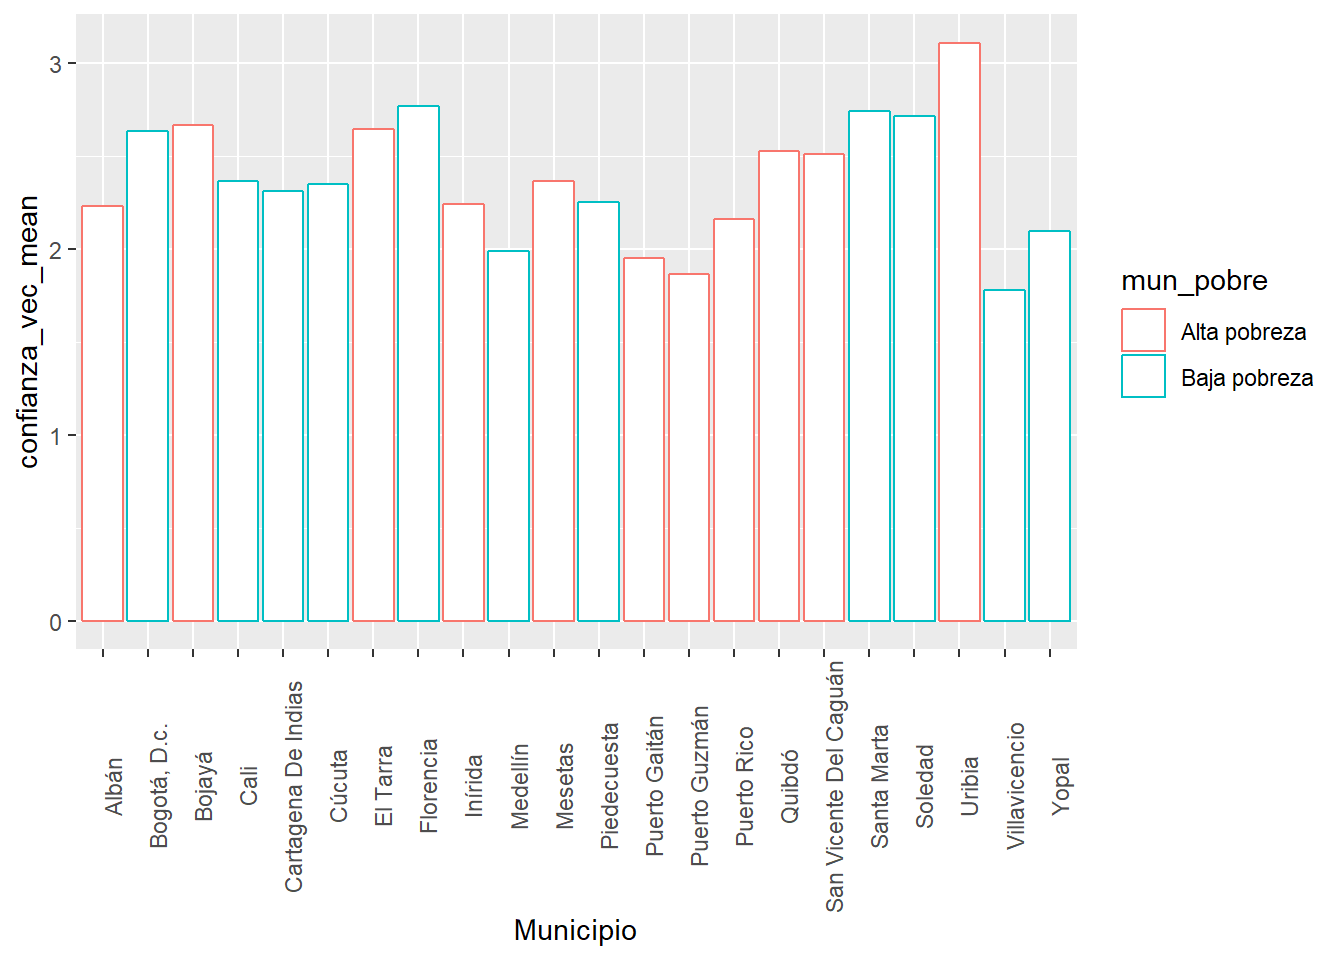 confianza_vec_mean
3
2
1
0
Albán
Bogotá, D.c.
Bojayá
Cali
Cartagena De Indias
Cúcuta
El Tarra
Florencia
Inírida
Medellín
Mesetas
Piedecuesta
Puerto Gaitán
Puerto Guzmán
Puerto Rico
Quibdó
San Vicente Del Caguán
Santa Marta
Soledad
Uribia
Villavicencio
Yopal
Municipio
mun_pobre
Alta pobreza
Baja pobreza